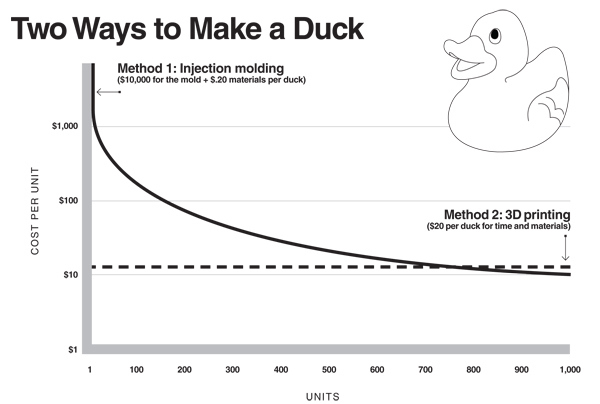 Two Ways to Make a Duck
Method 1: Injection molding
($10,000 for the mold + $.20 materials per duck)
$1,000
$100
Method 2: 3D printing
($20 per duck for time and materials)
$10
$1
COST PER UNIT
1 100 200 300 400 500 600 700 800 900 1,000
UNITS